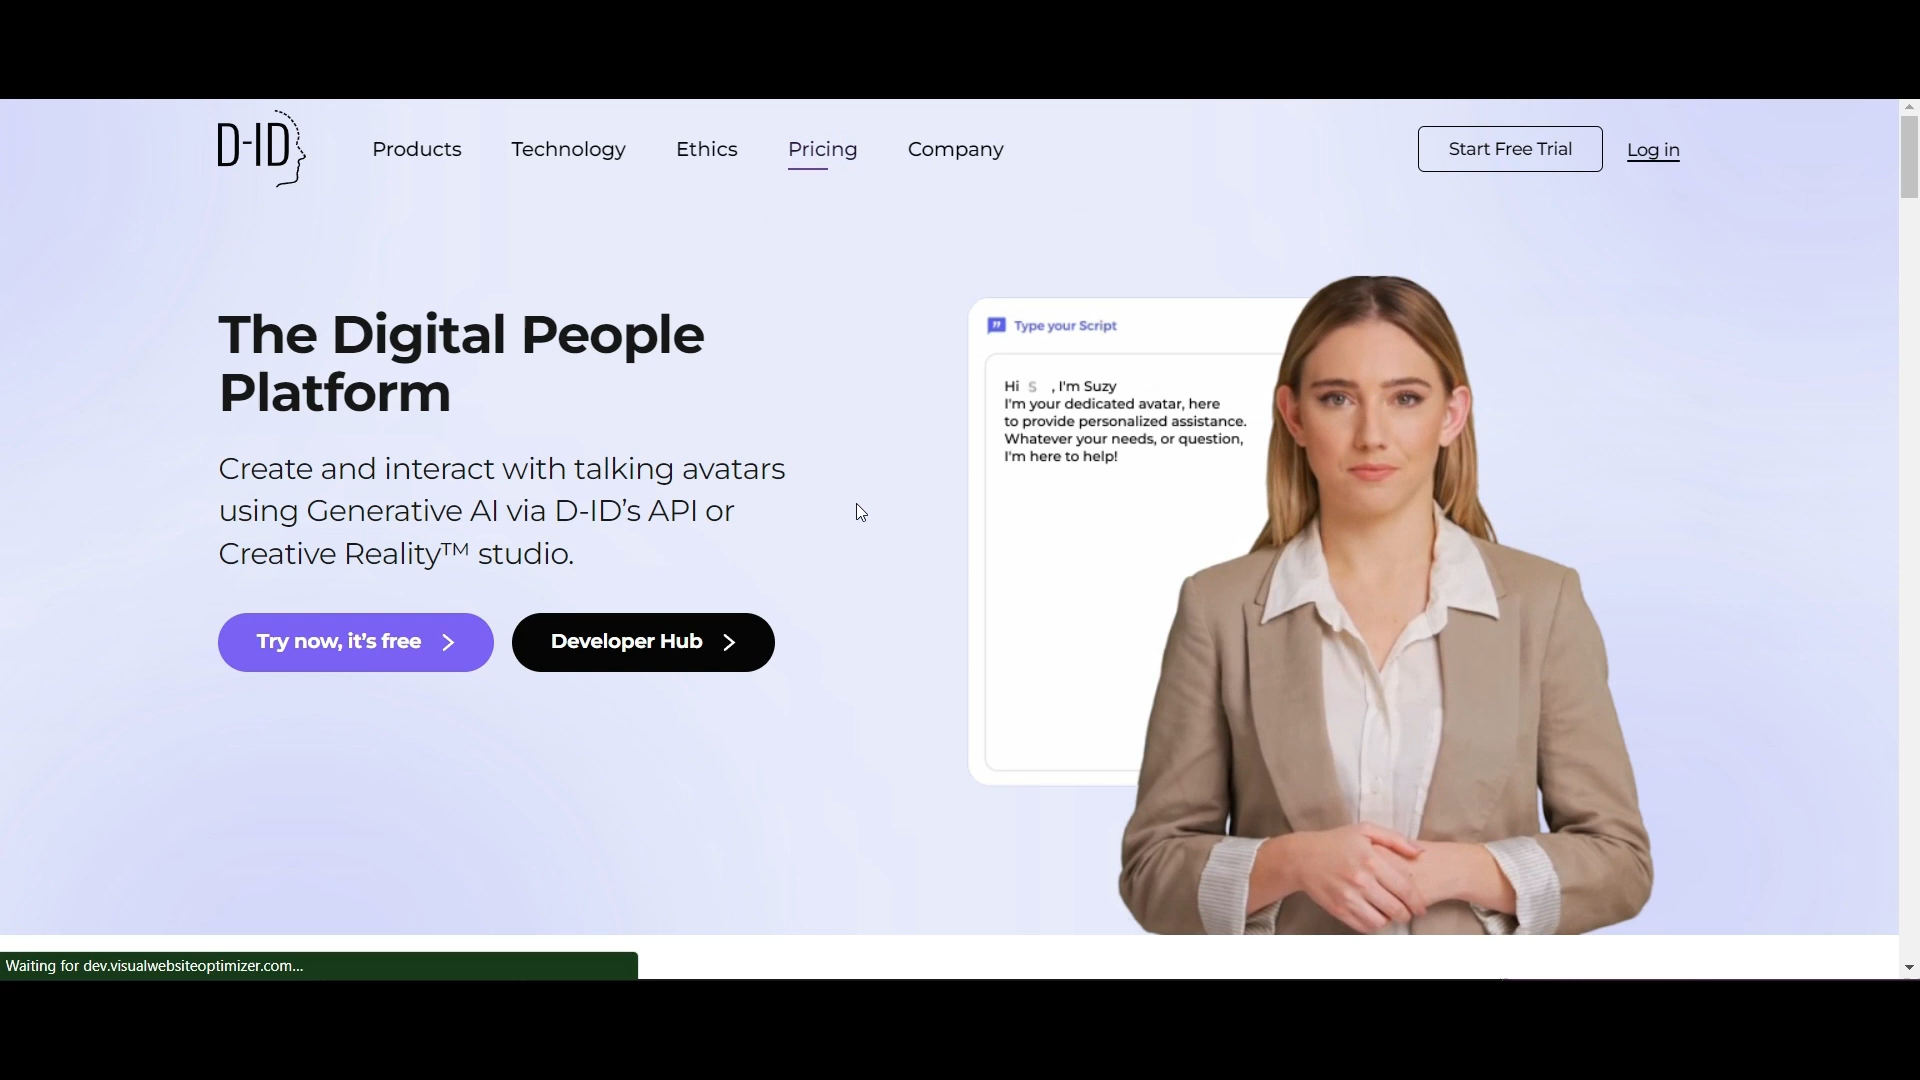 D-ID
Products
Technology
Ethics
Pricing
Company
Start Free Trial
Log in
The Digital People
Platform
Create and interact with talking avatars
using Generative AI via D-ID’s API or
Creative Reality™ studio.
Try now, it’s free
Developer Hub
Type your Script
Hi S , I'm Suzy
I'm your dedicated avatar, here
to provide personalized assistance.
Whatever your needs, or question,
I'm here to help!
Waiting for dev.visualwebsiteoptimizer.com...